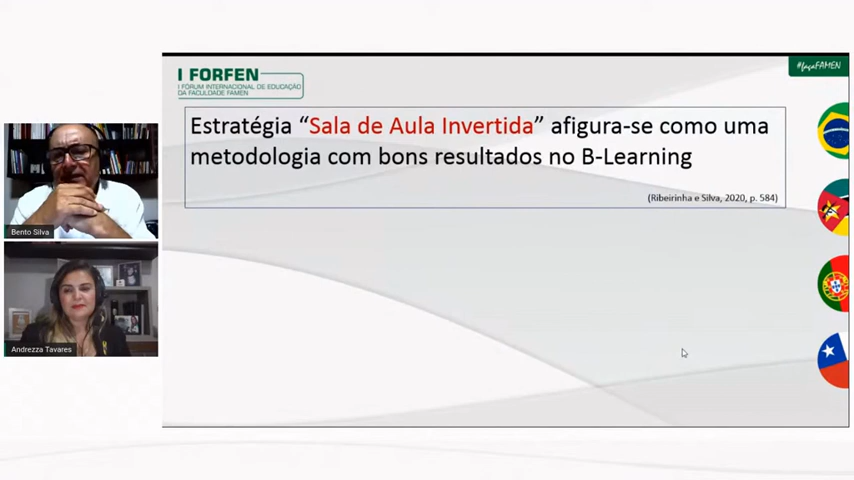 I FORFEN
I FÓRUM INTERNACIONAL DE EDUCAÇÃO
DA FACULDADE FAMEN
#façaFAMEN
Estratégia “Sala de Aula Invertida” afigura-se como uma
metodologia com bons resultados no B-Learning
(Ribeirinha e Silva, 2020, p. 584)
Bento Silva
Andrezza Tavares